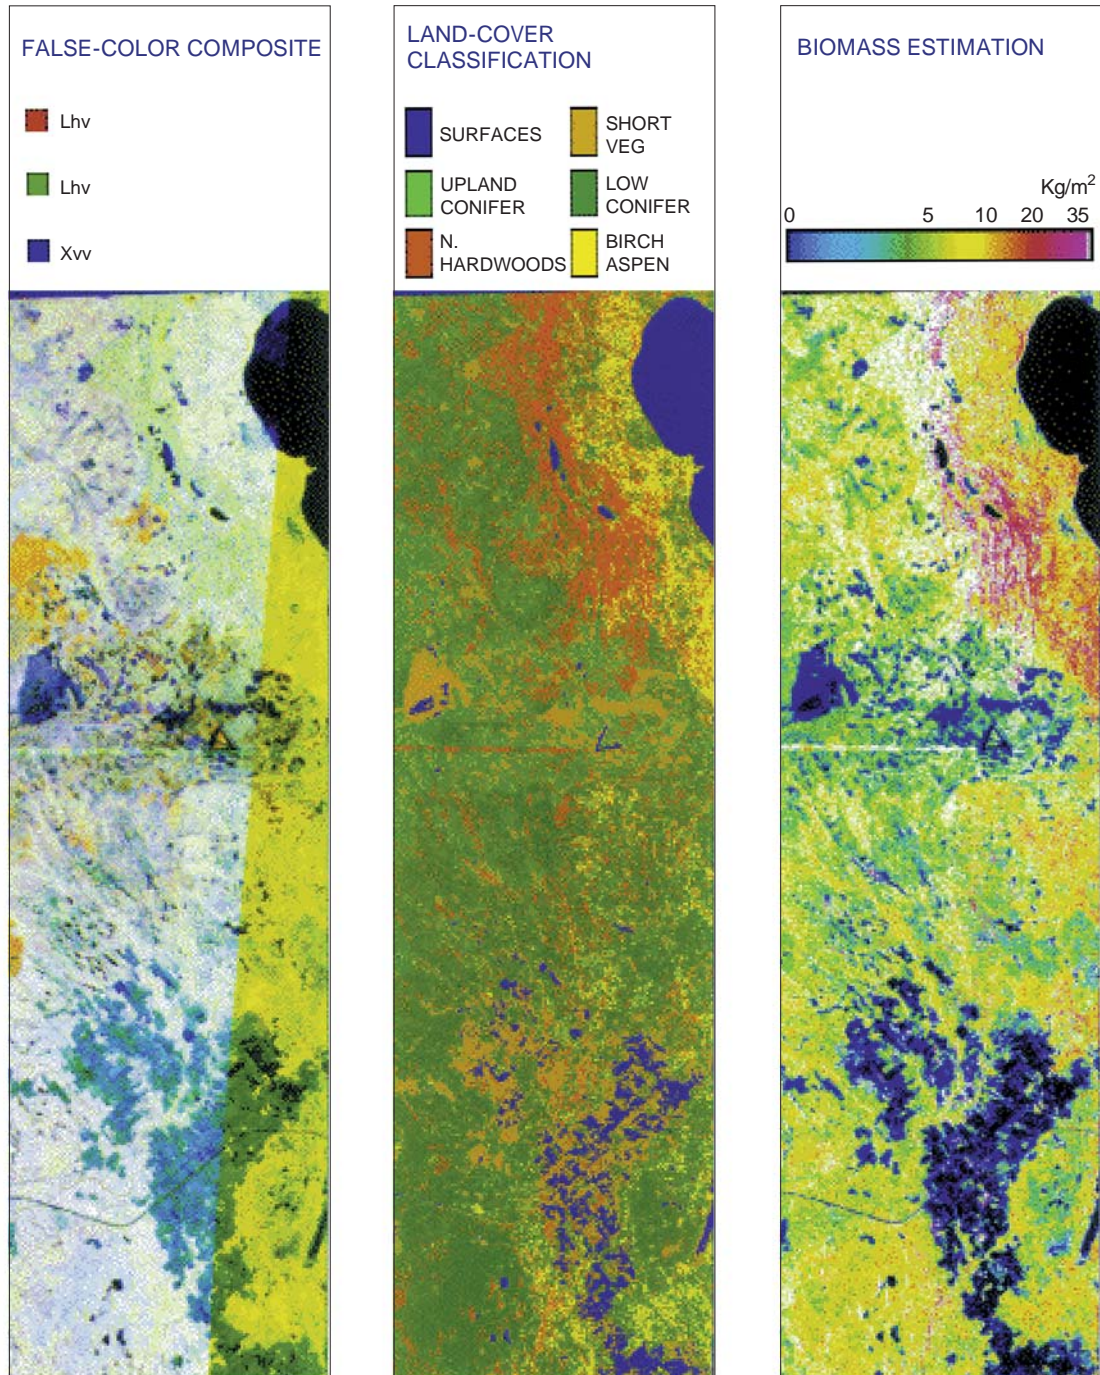 FALSE-COLOR COMPOSITE
Lhv
Lhv
Xvv
LAND-COVER
CLASSIFICATION
SURFACES
SHORT
VEG
UPLAND
CONIFER
LOW
CONIFER
N.
HARDWOODS
BIRCH
ASPEN
BIOMASS ESTIMATION
Kg/m²
0 5 10 20 35